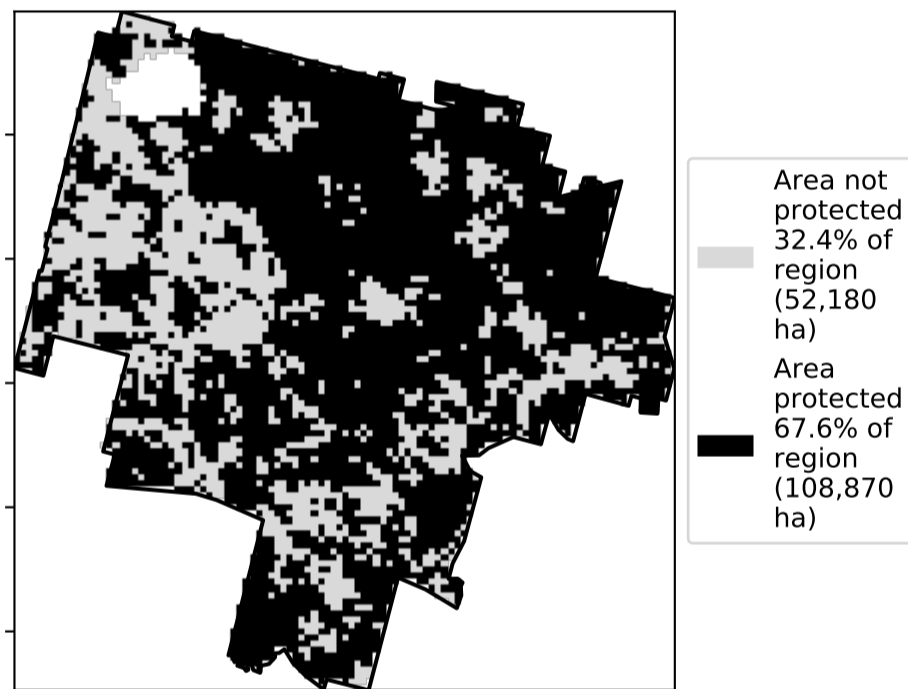 Area not
protected
32.4% of
region
(52,180
ha)
Area
protected
67.6% of
region
(108,870
ha)